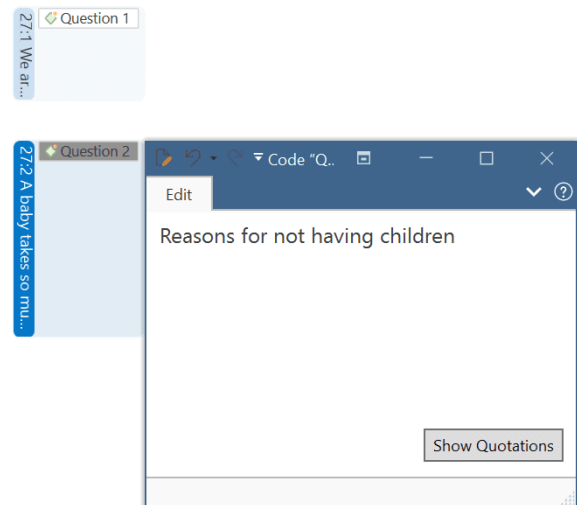 27:1 We ar...
Question 1
27:2 A baby takes so mu...
Question 2
Code “Q..
Edit
Reasons for not having children
Show Quotations